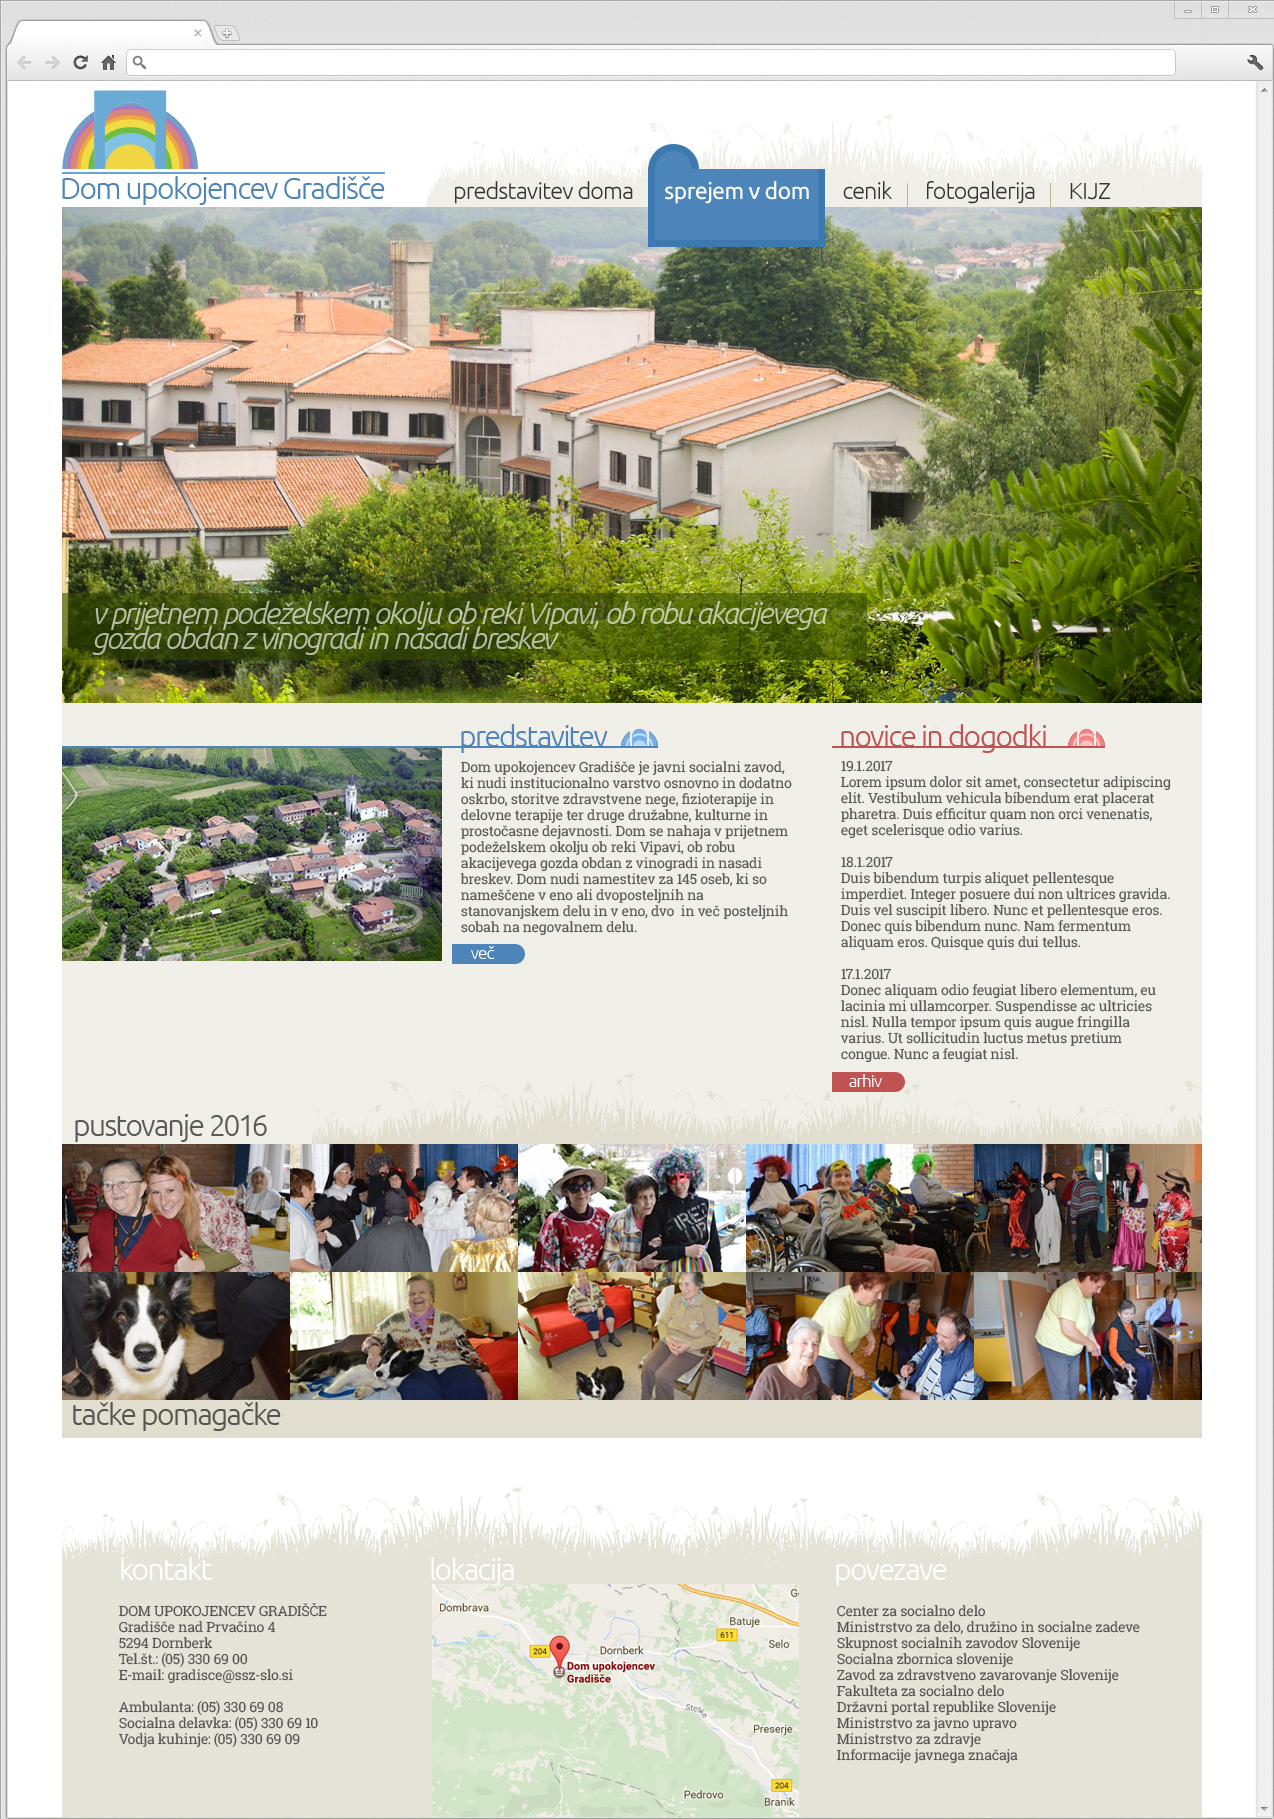 Dom upokojencev Gradišče
predstavitev doma
sprejem v dom
cenik
fotogalerija
KIJZ
v prijetnem podeželskem okolju ob reki Vipavi, ob robu akacijevega
gozda obdan z vinogradi in nasadi breskev
predstavitev
Dom upokojencev Gradišče je javni socialni zavod,
ki nudi institucionalno varstvo osnovno in dodatno
oskrbo, storitve zdravstvene nege, fizioterapije in
delovne terapije ter druge družabne, kulturne in
prostočasne dejavnosti. Dom se nahaja v prijetnem
podeželskem okolju ob reki Vipavi, ob robu
akacijevega gozda obdan z vinogradi in nasadi
breskev. Dom nudi namestitev za 145 oseb, ki so
nameščene v eno ali dvoposteljnih na
stanovanjskem delu in v eno, dvo  in več posteljnih
sobah na negovalnem delu.
več
novice in dogodki
19.1.2017
Lorem ipsum dolor sit amet, consectetur adipiscing
elit. Vestibulum vehicula bibendum erat placerat
pharetra. Duis efficitur quam non orci venenatis,
eget scelerisque odio varius.
18.1.2017
Duis bibendum turpis aliquet pellentesque
imperdiet. Integer posuere dui non ultrices gravida.
Duis vel suscipit libero. Nunc et pellentesque eros.
Donec quis bibendum nunc. Nam fermentum
aliquam eros. Quisque quis dui tellus.
17.1.2017
Donec aliquam odio feugiat libero elementum, eu
lacinia mi ullamcorper. Suspendisse ac ultricies
nisl. Nulla tempor ipsum quis augue fringilla
varius. Ut sollicitudin luctus metus pretium
congue. Nunc a feugiat nisl.
arhiv
pustovanje 2016
tačke pomagačke
kontakt
DOM UPOKOJENCEV GRADIŠČE
Gradišče nad Prvačino 4
5294 Dornberk
Tel.št.: (05) 330 69 00
E-mail: gradisce@ssz-slo.si
Ambulanta: (05) 330 69 08
Socialna delavka: (05) 330 69 10
Vodja kuhinje: (05) 330 69 09
lokacija
Dombrava
Batuje
611
Selo
204
Dornberk
Dom upokojencev
Gradišče
Preserje
204
Pedrovo
Branik
povezave
Center za socialno delo
Ministrstvo za delo, družino in socialne zadeve
Skupnost socialnih zavodov Slovenije
Socialna zbornica slovenije
Zavod za zdravstveno zavarovanje Slovenije
Fakulteta za socialno delo
Državni portal republike Slovenije
Ministrstvo za javno upravo
Ministrstvo za zdravje
Informacije javnega značaja